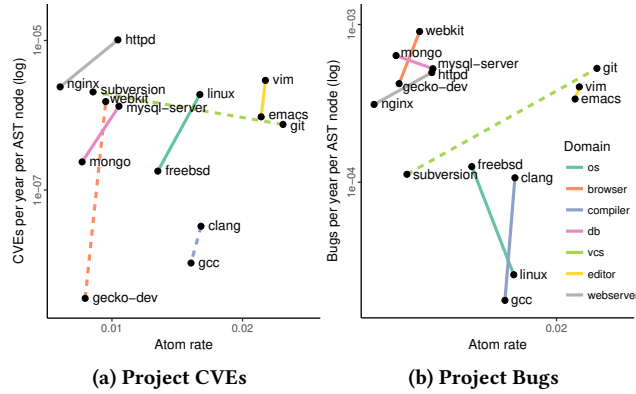 1e−05
1e−07
CVEs per year per AST node (log)
httpd
nginx
subversion
webkit
mysql−server
linux
vim
emacs
git
mongo
freebsd
clang
gcc
gecko−dev
0.01
0.02
Atom rate
(a) Project CVEs
1e−03
1e−04
Bugs per year per AST node (log)
webkit
mongo
mysql−server
httpd
gecko−dev
nginx
git
vim
emacs
subversion
freebsd
clang
linux
gcc
Domain
os
browser
compiler
db
vcs
editor
webserver
0.02
Atom rate
(b) Project Bugs